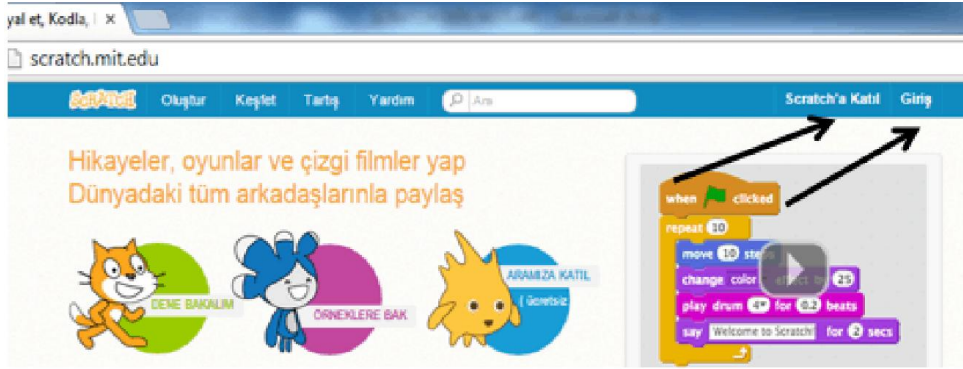 yal et, Kodla, ×
scratch.mit.edu
SCRATCH Oluştur Keşfet Tartış Yardım Ara Scratch'a Katıl Giriş
Hikayeler, oyunlar ve çizgi filmler yap
Dünyadaki tüm arkadaşlarınla paylaş
DENE BAKALIM
ÖRNEKLERE BAK
ARAMIZA KATIL
( ücretsiz
when clicked
repeat 10
move 10 steps
change color effect by 25
play drum 4 for 0.2 beats
say Welcome to Scratch! for 2 secs